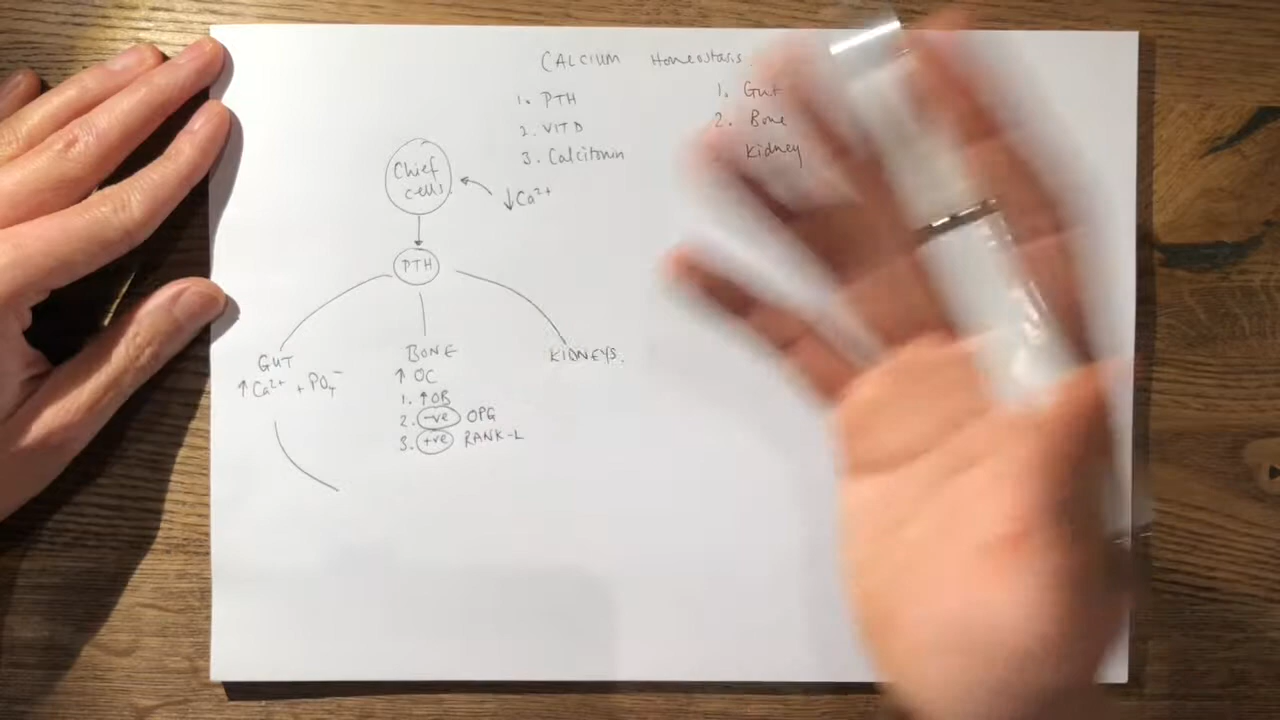 CALCIUM Homeostasis.
1. PTH
2. VIT D
3. Calcitonin
1. Gut
2. Bone
Kidney
Chief
cells
↓Ca²⁺
PTH
GUT
↑Ca²⁺ + PO₄⁻
BONE
↑ OC
1. ↑OB
2. -ve OPG
3. +ve RANK-L
KIDNEYS.